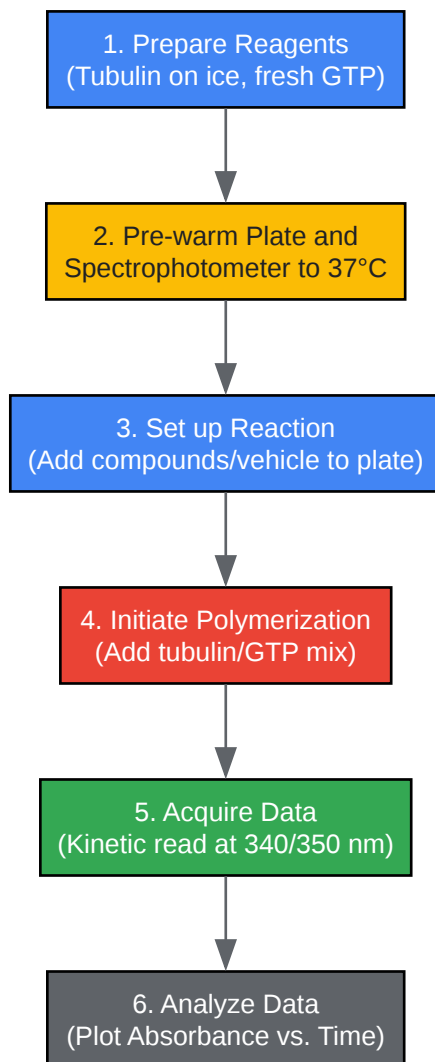 1. Prepare Reagents
(Tubulin on ice, fresh GTP)
2. Pre-warm Plate and
Spectrophotometer to 37°C
3. Set up Reaction
(Add compounds/vehicle to plate)
4. Initiate Polymerization
(Add tubulin/GTP mix)
5. Acquire Data
(Kinetic read at 340/350 nm)
6. Analyze Data
(Plot Absorbance vs. Time)